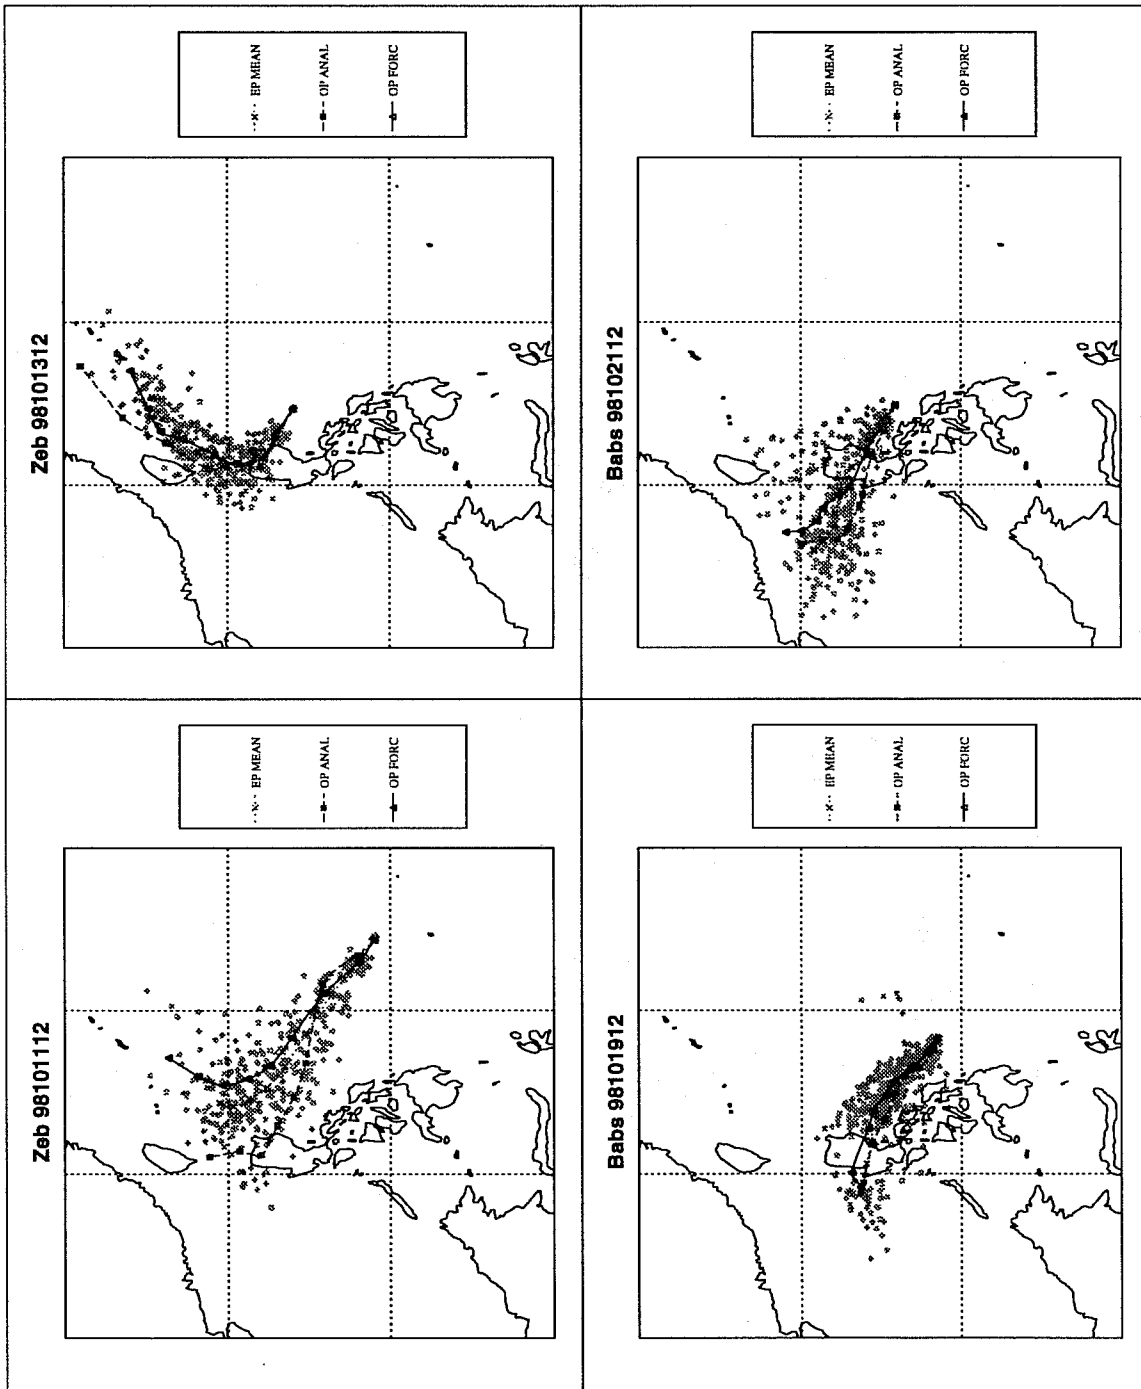 Zeb 98101312
EP MEAN
OP ANAL
OP FORC
Babs 98102112
EP MEAN
OP ANAL
OP FORC
Zeb 98101112
EP MEAN
OP ANAL
OP FORC
Babs 98101912
EP MEAN
OP ANAL
OP FORC